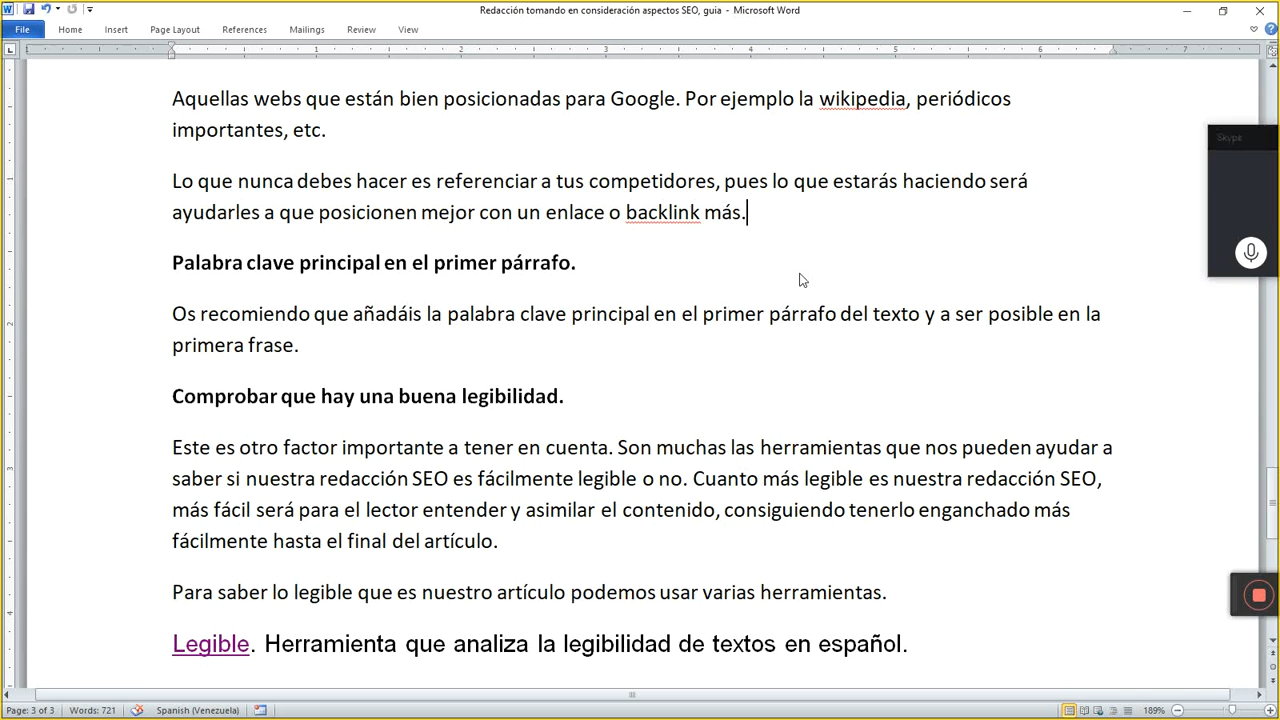 Redacción tomando en consideración aspectos SEO, guia - Microsoft Word
File Home Insert Page Layout References Mailings Review View
1 1 2 3 4 5 6 7
Aquellas webs que están bien posicionadas para Google. Por ejemplo la wikipedia, periódicos
importantes, etc.
Skype
Lo que nunca debes hacer es referenciar a tus competidores, pues lo que estarás haciendo será
ayudarles a que posicionen mejor con un enlace o backlink más.
Palabra clave principal en el primer párrafo.
Os recomiendo que añadáis la palabra clave principal en el primer párrafo del texto y a ser posible en la
primera frase.
Comprobar que hay una buena legibilidad.
Este es otro factor importante a tener en cuenta. Son muchas las herramientas que nos pueden ayudar a
saber si nuestra redacción SEO es fácilmente legible o no. Cuanto más legible es nuestra redacción SEO,
más fácil será para el lector entender y asimilar el contenido, consiguiendo tenerlo enganchado más
fácilmente hasta el final del artículo.
Para saber lo legible que es nuestro artículo podemos usar varias herramientas.
Legible. Herramienta que analiza la legibilidad de textos en español.
Page: 3 of 3 Words: 721 Spanish (Venezuela) 189%